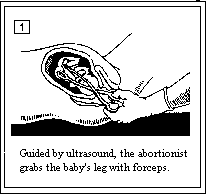 1
Guided by ultrasound, the abortionist
grabs the baby's leg with forceps.